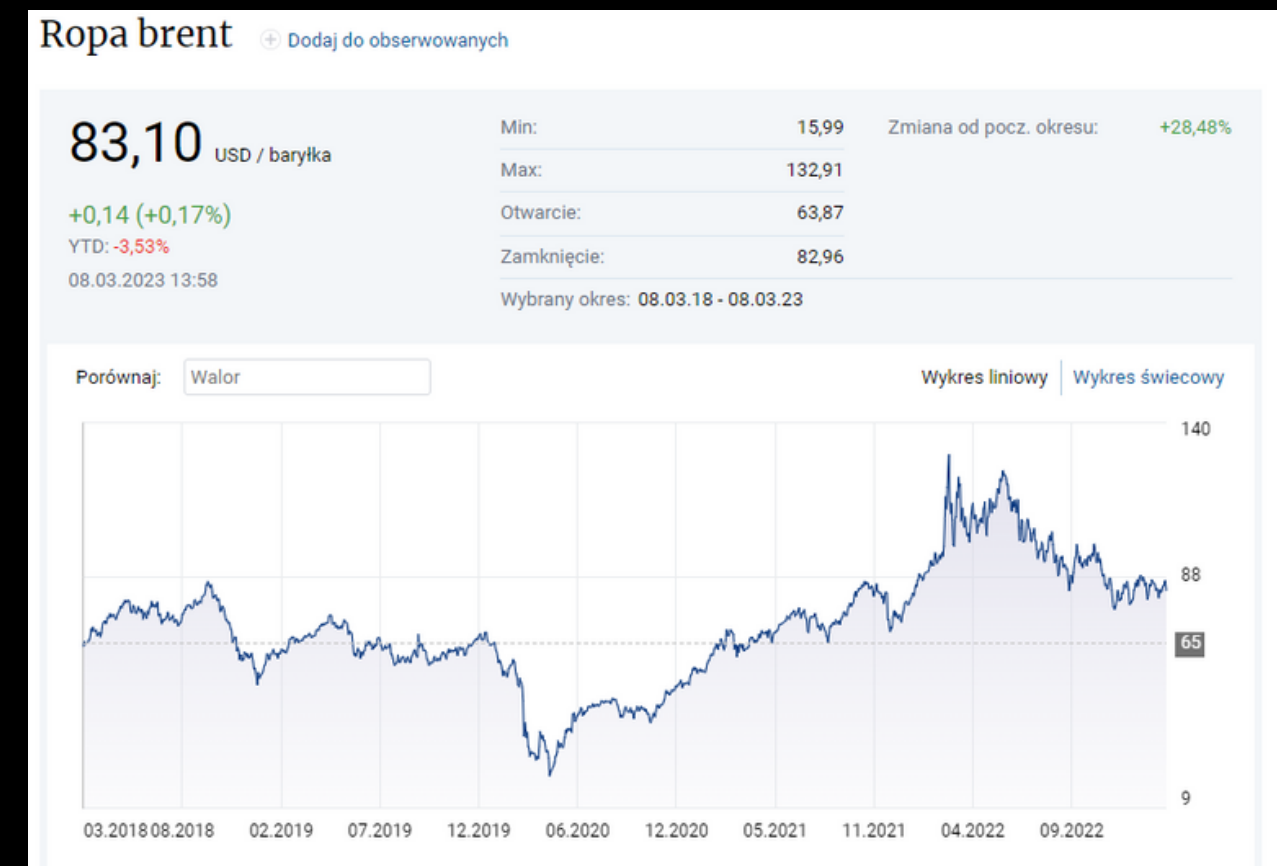 Ropa brent + Dodaj do obserwowanych
83,10 USD / baryłka
+0,14 (+0,17%)
YTD: -3,53%
08.03.2023 13:58
Min: 15,99
Max: 132,91
Otwarcie: 63,87
Zamknięcie: 82,96
Wybrany okres: 08.03.18 - 08.03.23
Zmiana od pocz. okresu: +28,48%
Porównaj: Walor
Wykres liniowy Wykres świecowy
140
88
65
9
03.2018 08.2018 02.2019 07.2019 12.2019 06.2020 12.2020 05.2021 11.2021 04.2022 09.2022